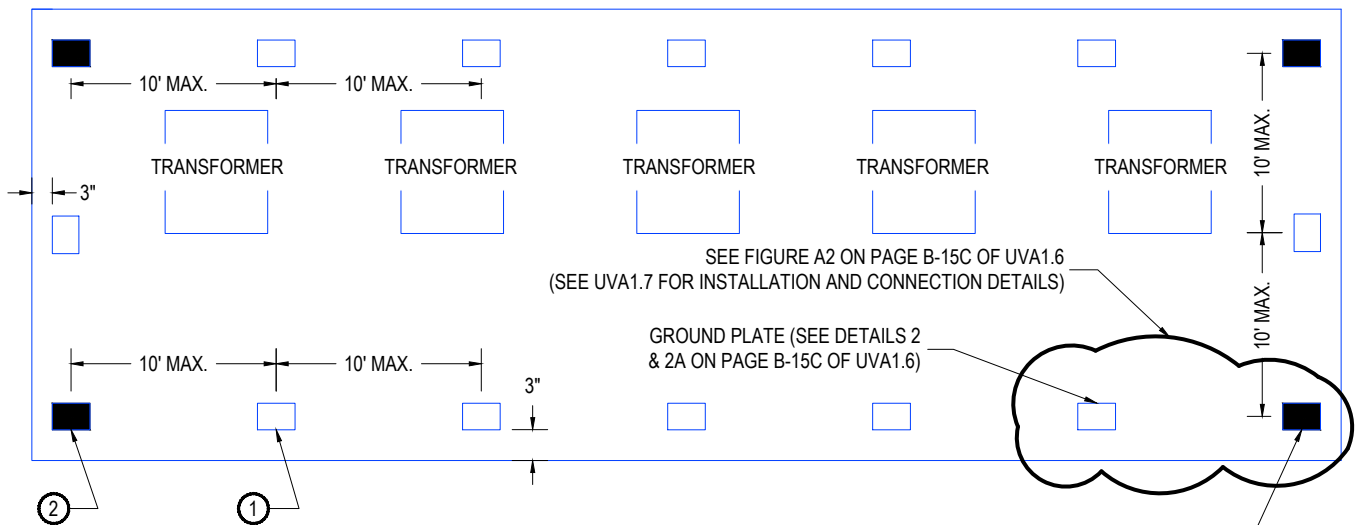 10' MAX.
10' MAX.
10' MAX.
TRANSFORMER
TRANSFORMER
TRANSFORMER
TRANSFORMER
TRANSFORMER
3"
SEE FIGURE A2 ON PAGE B-15C OF UVA1.6
(SEE UVA1.7 FOR INSTALLATION AND CONNECTION DETAILS)
10' MAX.
GROUND PLATE (SEE DETAILS 2
& 2A ON PAGE B-15C OF UVA1.6)
10' MAX.
10' MAX.
3"
2
1